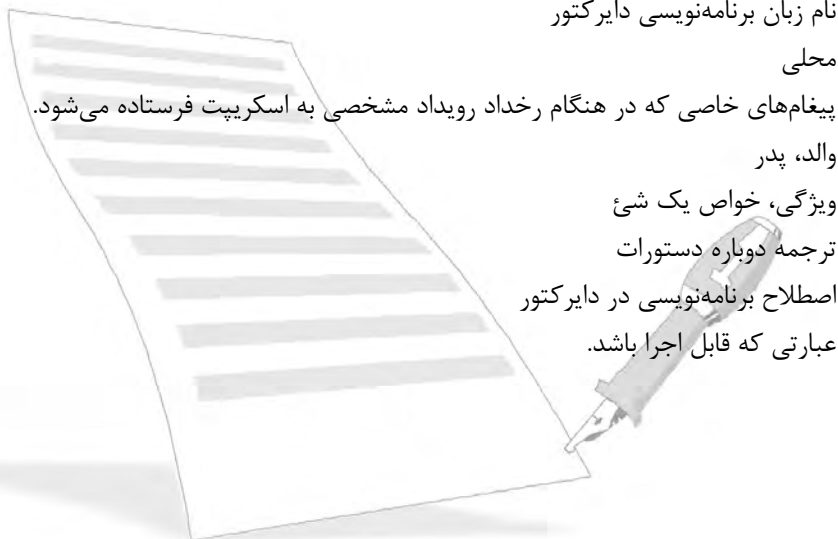 نام زبان برنامه‌نویسی دایرکتور
محلی
پیغام‌های خاصی که در هنگام رخداد رویداد مشخصی به اسکریپت فرستاده می‌شود.
والد، پدر
ویژگی، خواص یک شئ
ترجمه دوباره دستورات
اصطلاح برنامه‌نویسی در دایرکتور
عبارتی که قابل اجرا باشد.